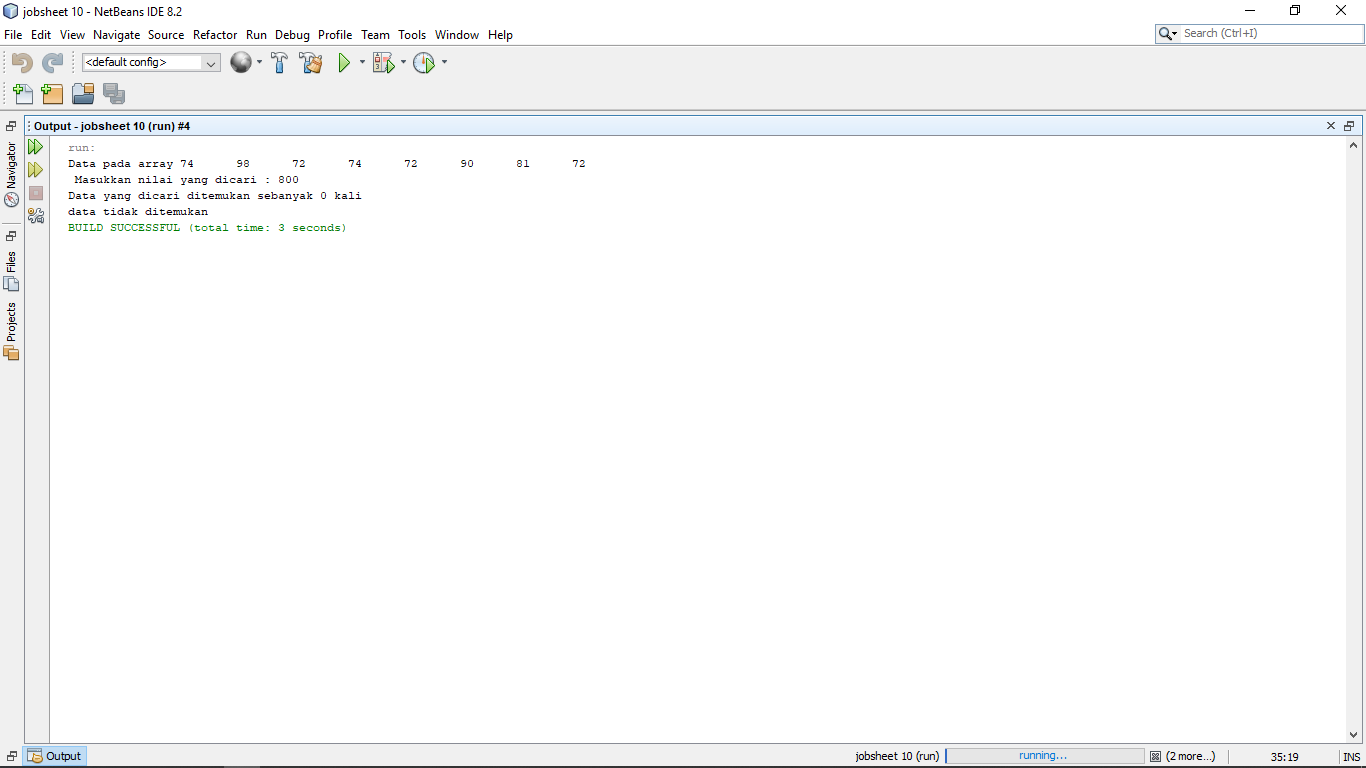 jobsheet 10 - NetBeans IDE 8.2
File Edit View Navigate Source Refactor Run Debug Profile Team Tools Window Help
Search (Ctrl+I)
<default config>
Output - jobsheet 10 (run) #4
Navigator
Files
Projects
run:
Data pada array 74 98 72 74 72 90 81 72
Masukkan nilai yang dicari : 800
Data yang dicari ditemukan sebanyak 0 kali
data tidak ditemukan
BUILD SUCCESSFUL (total time: 3 seconds)
Output
jobsheet 10 (run) running... (2 more...) 35:19 INS